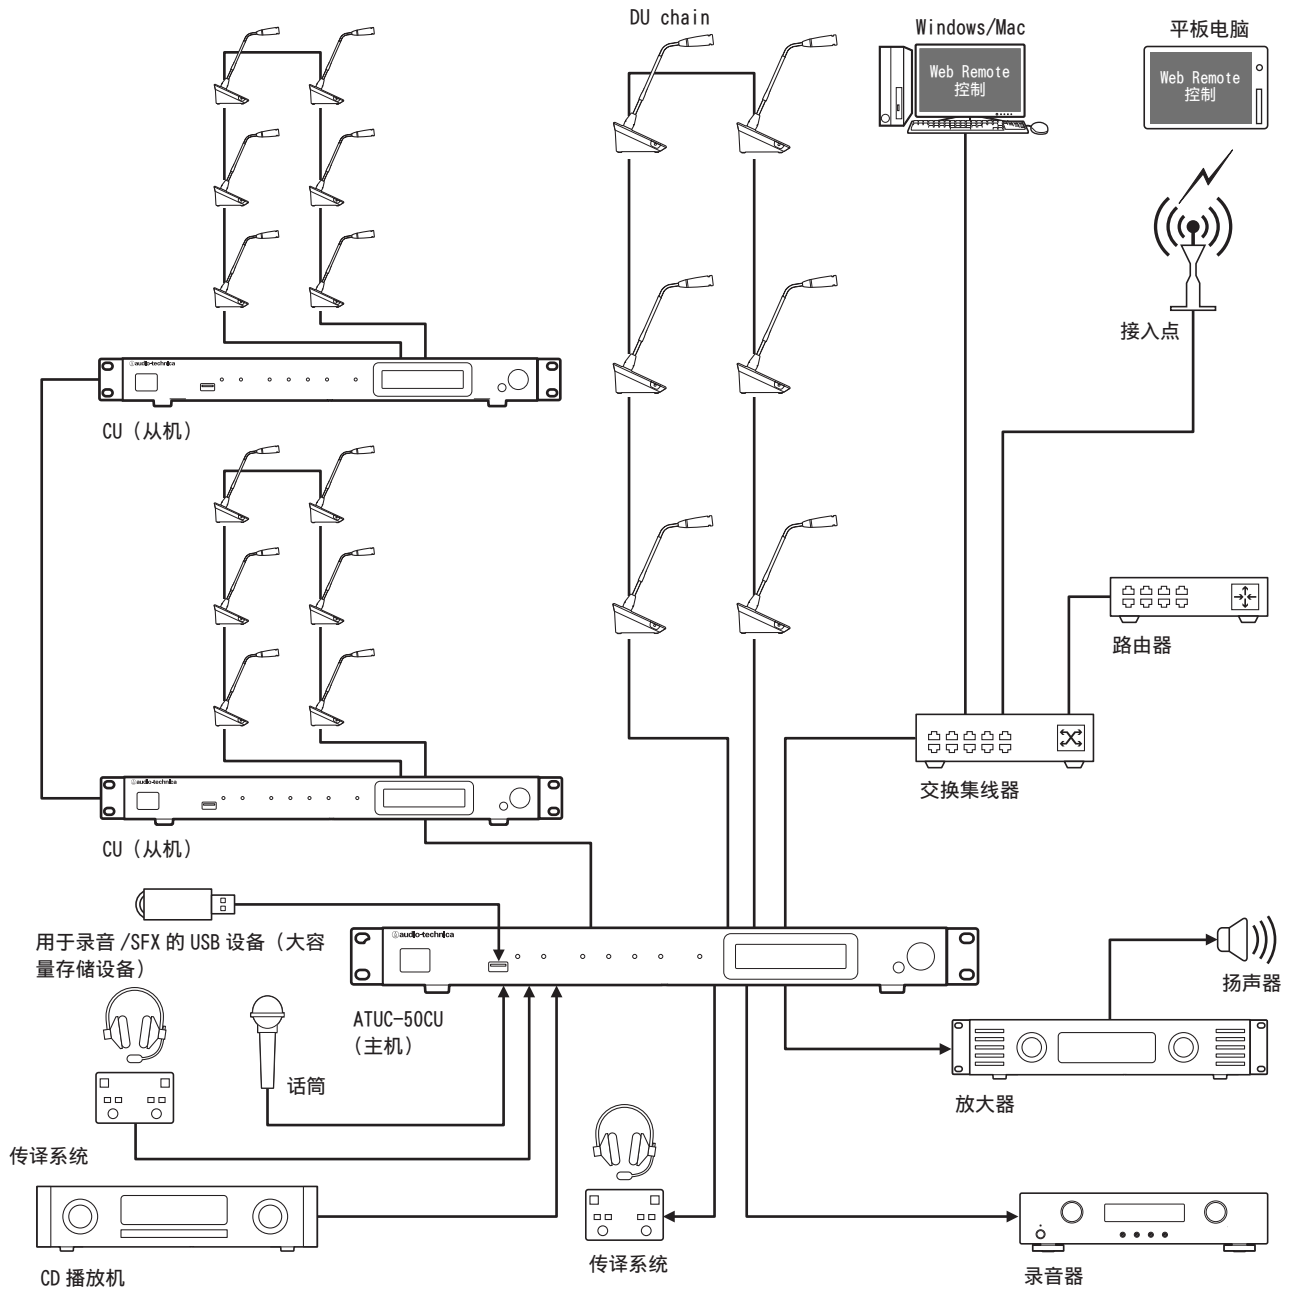 DU chain
Windows/Mac
平板电脑
Web Remote
控制
Web Remote
控制
接入点
audio-technica
CU（从机）
路由器
交换集线器
audio-technica
CU（从机）
用于录音 /SFX 的 USB 设备（大容
量存储设备）
audio-technica
ATUC-50CU
（主机）
扬声器
话筒
放大器
传译系统
传译系统
CD 播放机
录音器